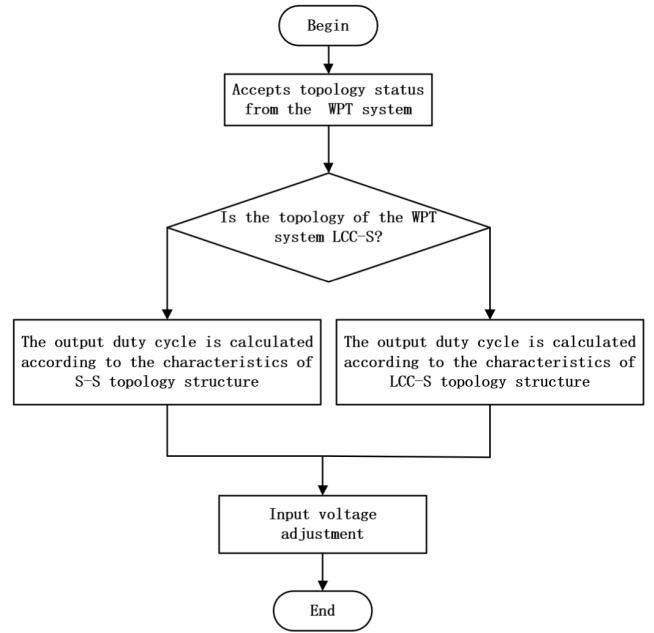 Begin
Accepts topology status
from the WPT system
Is the topology of the WPT
system LCC-S?
The output duty cycle is calculated
according to the characteristics of
S-S topology structure
The output duty cycle is calculated
according to the characteristics of
LCC-S topology structure
Input voltage
adjustment
End